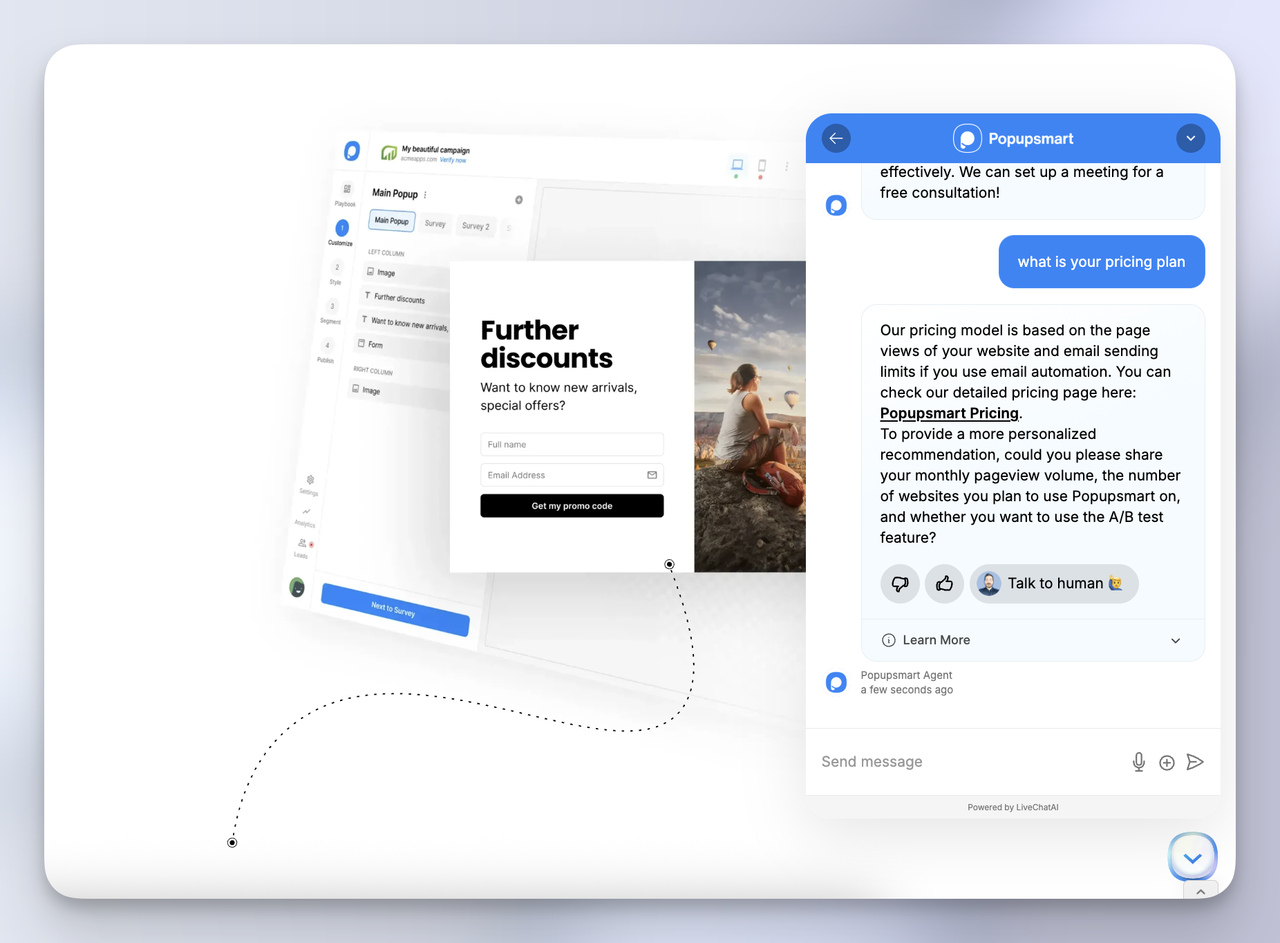 My beautiful campaign
acmeapps.com Verify now
Playbook
1
Customize
2
Style
3
Segment
4
Publish
Settings
Analytics
Leads
Main Popup
Main Popup Survey Survey 2 S
LEFT COLUMN
Image
Further discounts
Want to know new arrivals,
Form
RIGHT COLUMN
Image
Next to Survey
Further
discounts
Want to know new arrivals,
special offers?
Full name
Email Address
Get my promo code
Popupsmart
effectively. We can set up a meeting for a
free consultation!
what is your pricing plan
Our pricing model is based on the page
views of your website and email sending
limits if you use email automation. You can
check our detailed pricing page here:
Popupsmart Pricing.
To provide a more personalized
recommendation, could you please share
your monthly pageview volume, the number
of websites you plan to use Popupsmart on,
and whether you want to use the A/B test
feature?
Talk to human 🙋‍♂️
Learn More
Popupsmart Agent
a few seconds ago
Send message
Powered by LiveChatAI